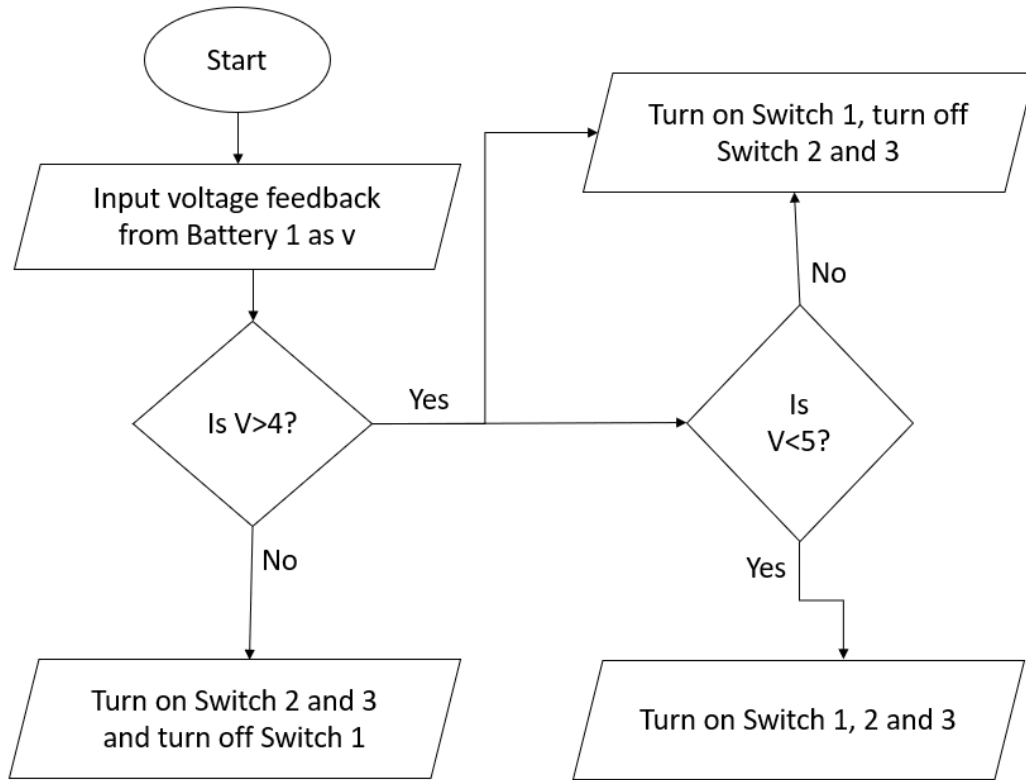 Start
Input voltage feedback
from Battery 1 as v
Is V>4?
Yes
No
Turn on Switch 2 and 3
and turn off Switch 1
Turn on Switch 1, turn off
Switch 2 and 3
No
Is
V<5?
Yes
Turn on Switch 1, 2 and 3